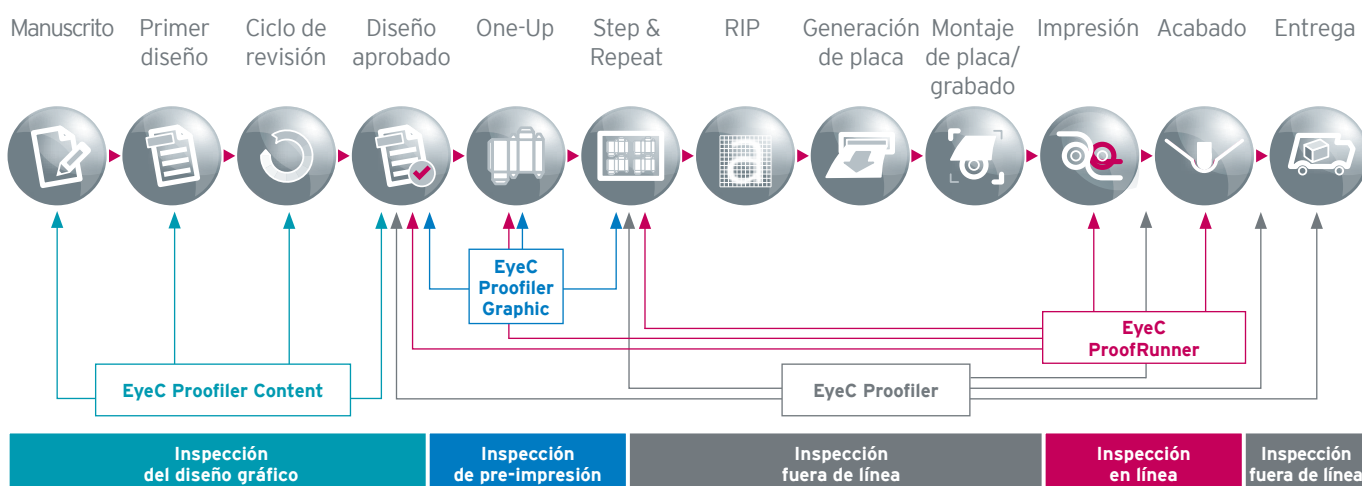 Manuscrito
Primer
diseño
Ciclo de
revisión
Diseño
aprobado
One-Up
Step &
Repeat
RIP
Generación
de placa
Montaje
de placa/
grabado
Impresión
Acabado
Entrega
a
EyeC
Proofiler
Graphic
EyeC
ProofRunner
EyeC Proofiler Content
EyeC Proofiler
Inspección
del diseño gráfico
Inspección
de pre-impresión
Inspección
fuera de línea
Inspección
en línea
Inspección
fuera de línea